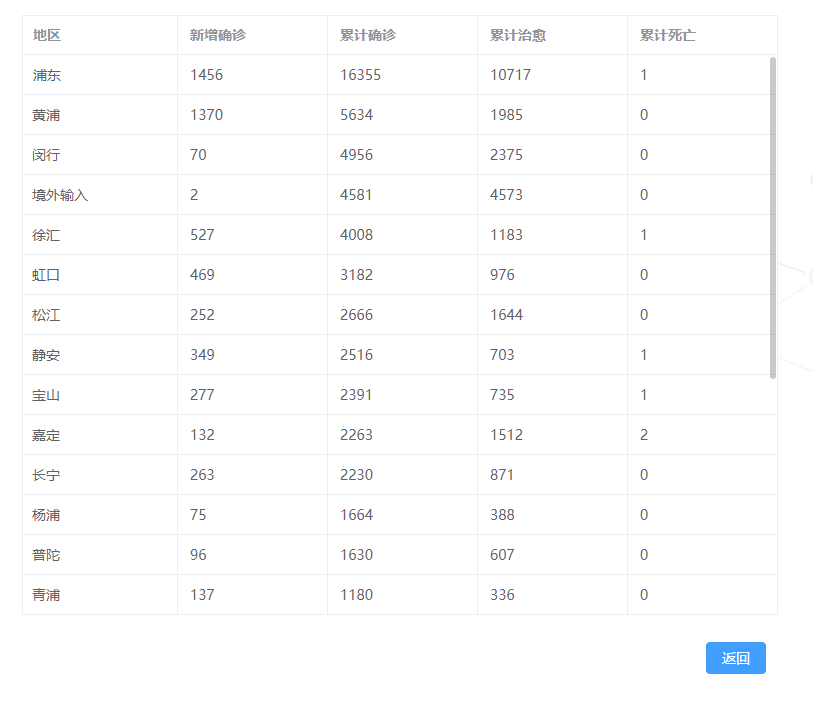 地区 新增确诊 累计确诊 累计治愈 累计死亡
浦东 1456 16355 10717 1
黄浦 1370 5634 1985 0
闵行 70 4956 2375 0
境外输入 2 4581 4573 0
徐汇 527 4008 1183 1
虹口 469 3182 976 0
松江 252 2666 1644 0
静安 349 2516 703 1
宝山 277 2391 735 1
嘉定 132 2263 1512 2
长宁 263 2230 871 0
杨浦 75 1664 388 0
普陀 96 1630 607 0
青浦 137 1180 336 0
返回